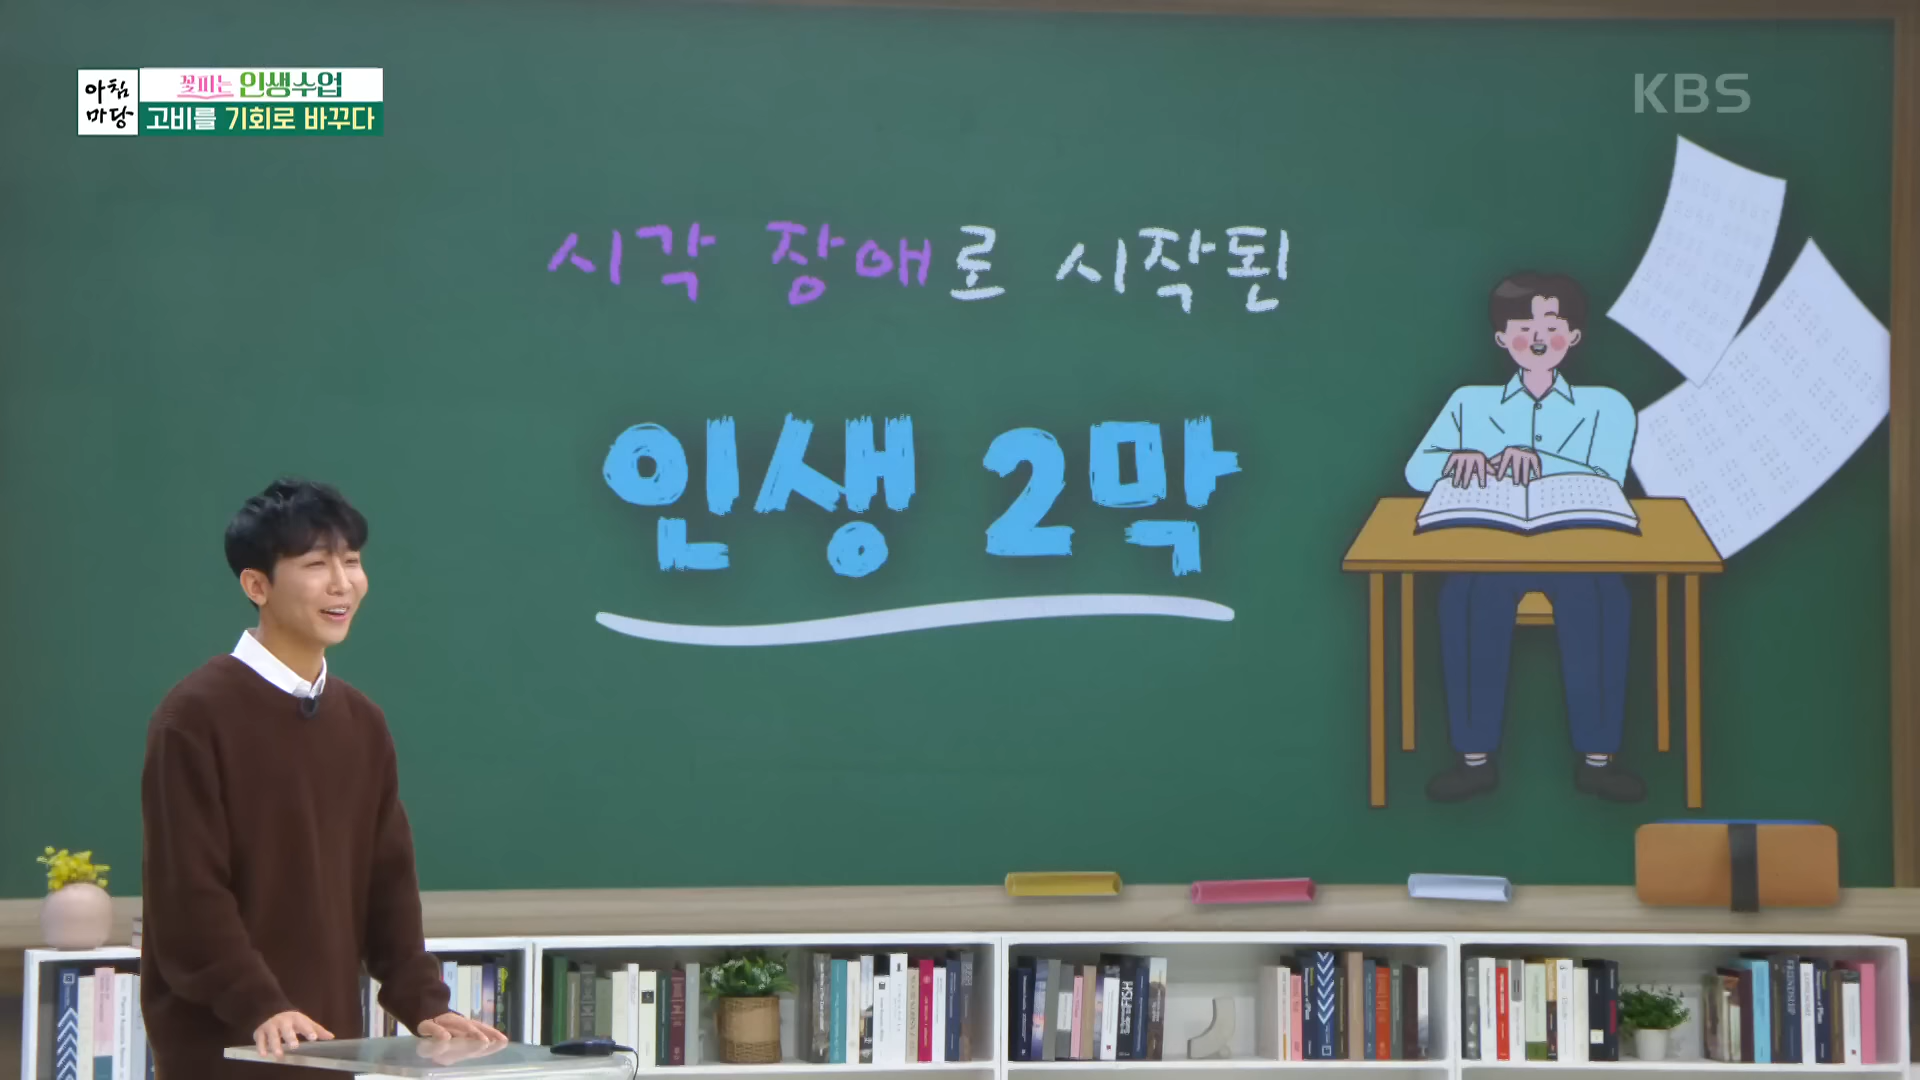 아침
마당
꽃피는 인생수업
고비를 기회로 바꾸다
KBS
시각 장애로 시작된
인생 2막